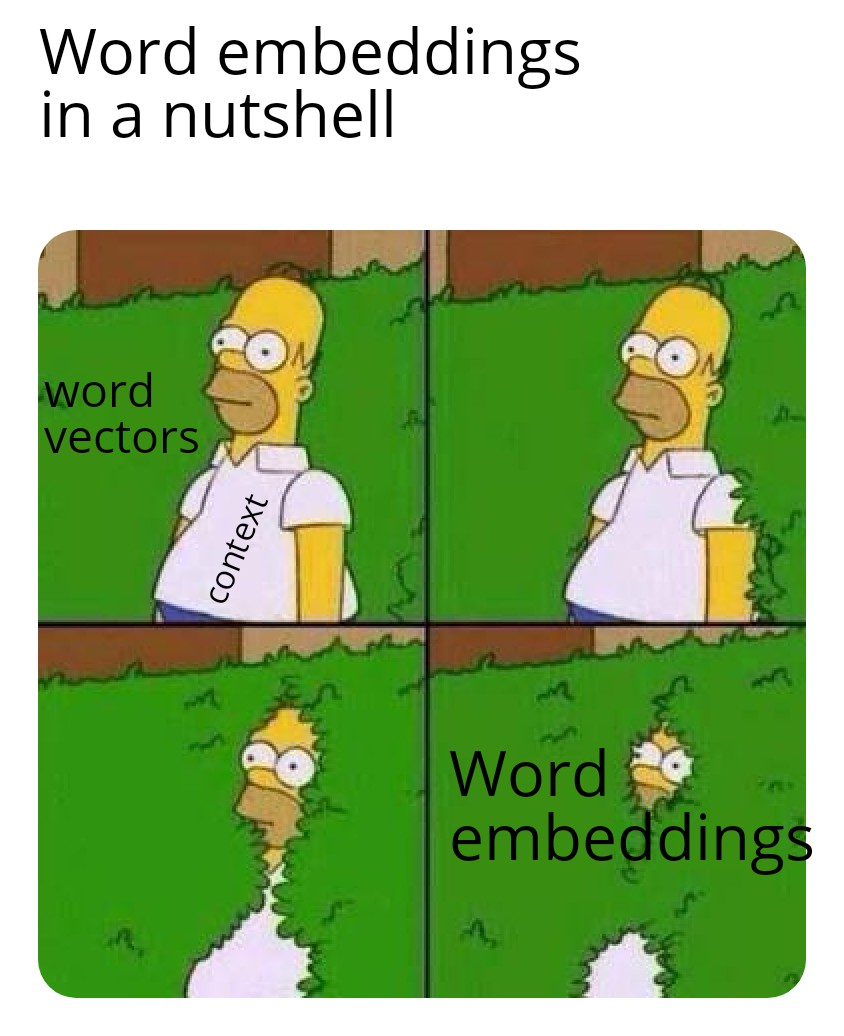 Word embeddings
in a nutshell
word
vectors
context
Word
embeddings